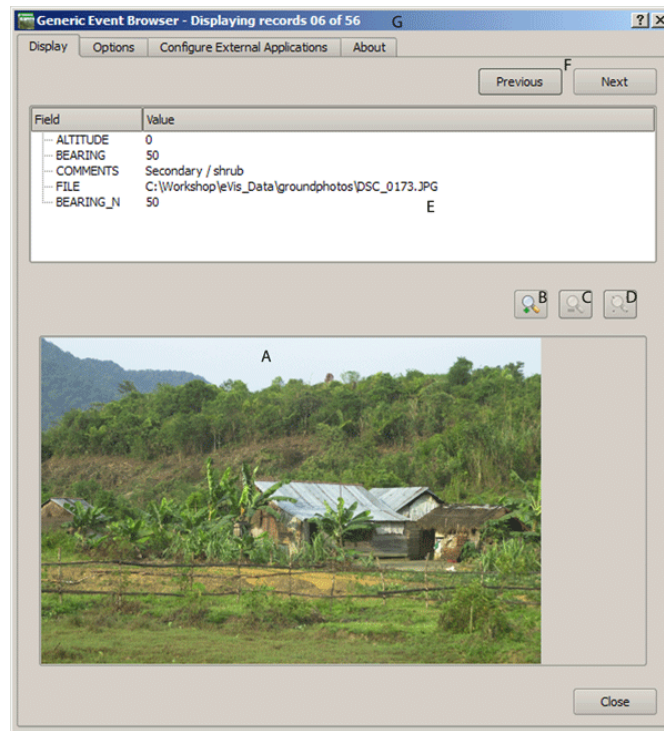 Generic Event Browser - Displaying records 06 of 56 G
Display Options Configure External Applications About
F
Previous Next
Field Value
ALTITUDE 0
BEARING 50
COMMENTS Secondary / shrub
FILE C:\Workshop\eVis_Data\groundphotos\DSC_0173.JPG
BEARING_N 50
E
B C D
A
Close